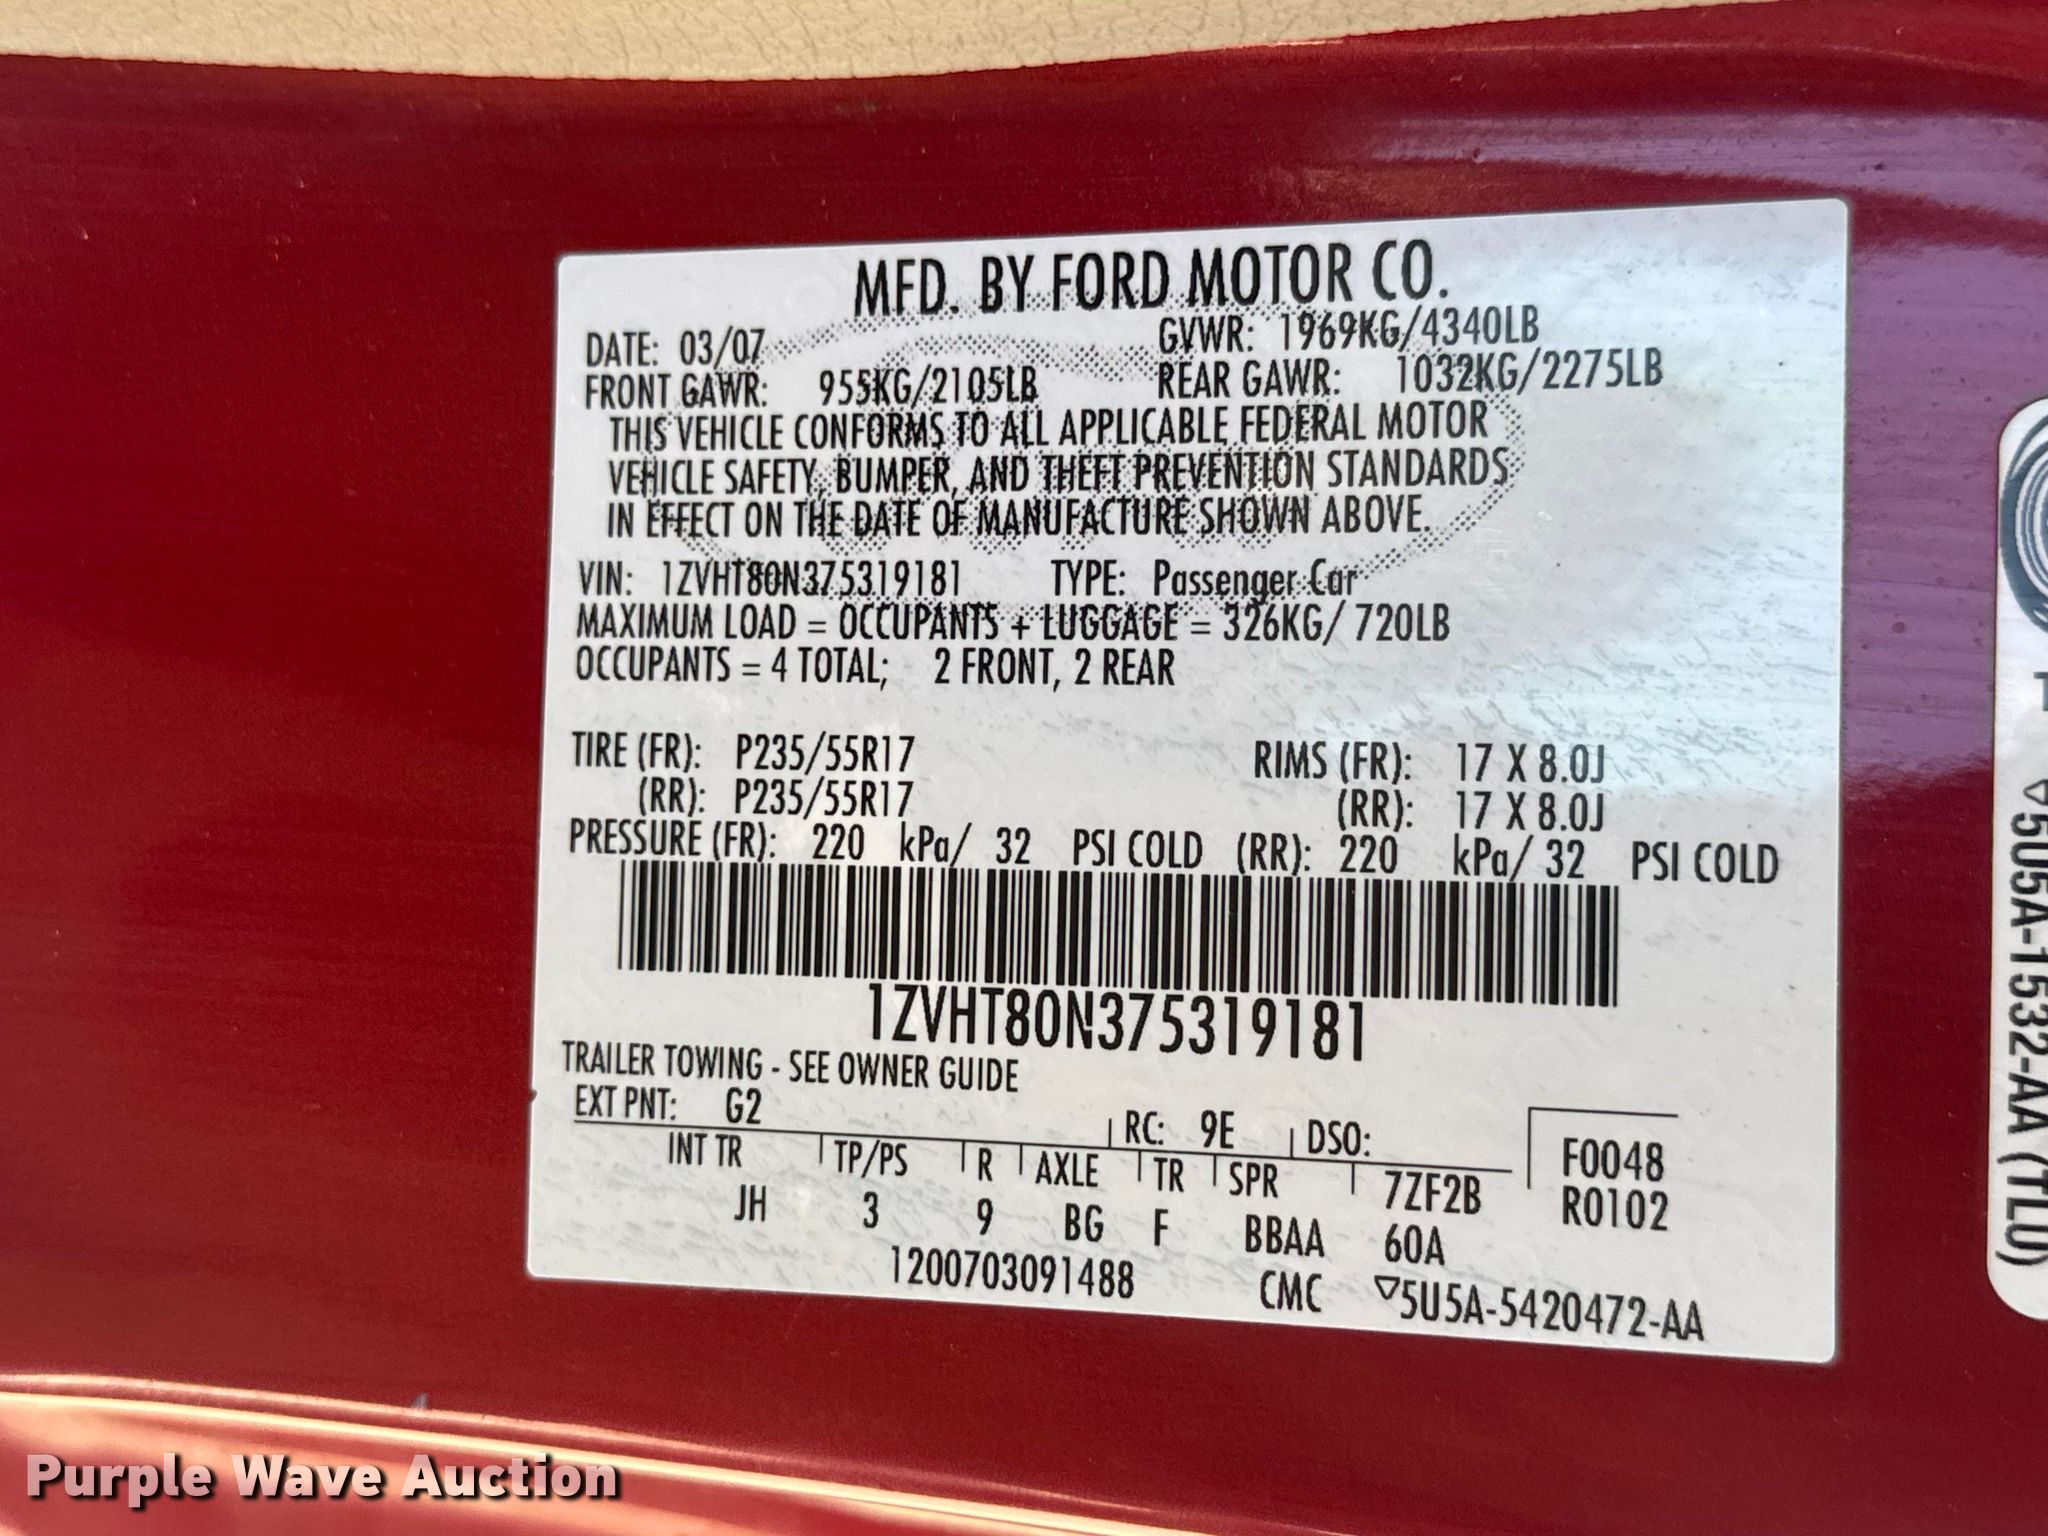 MFD. BY FORD MOTOR CO.
DATE: 03/07 GVWR: 1969KG/4340LB
FRONT GAWR: 955KG/2105LB REAR GAWR: 1032KG/2275LB
THIS VEHICLE CONFORMS TO ALL APPLICABLE FEDERAL MOTOR
VEHICLE SAFETY, BUMPER, AND THEFT PREVENTION STANDARDS
IN EFFECT ON THE DATE OF MANUFACTURE SHOWN ABOVE.
VIN: 1ZVHT80N375319181 TYPE: Passenger Car
MAXIMUM LOAD = OCCUPANTS + LUGGAGE = 326KG/ 720LB
OCCUPANTS = 4 TOTAL; 2 FRONT, 2 REAR
TIRE (FR): P235/55R17 RIMS (FR): 17 X 8.0J
(RR): P235/55R17 (RR): 17 X 8.0J
PRESSURE (FR): 220 kPa/ 32 PSI COLD (RR): 220 kPa/ 32 PSI COLD
1ZVHT80N375319181
TRAILER TOWING - SEE OWNER GUIDE
EXT PNT: G2 RC: 9E DSO: F0048
INT TR TP/PS R AXLE TR SPR 7ZF2B R0102
JH 3 9 BG F BBAA 60A
1200703091488 CMC ▽5U5A-5420472-AA
▽5U5A-1532-AA (TLU)
Purple Wave Auction